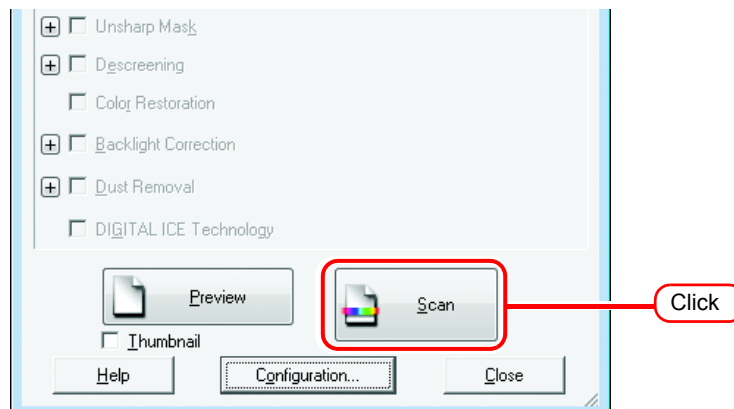 Unsharp Mask
Descreening
Color Restoration
Backlight Correction
Dust Removal
DIGITAL ICE Technology
Preview
Scan
Click
Thumbnail
Help
Configuration...
Close